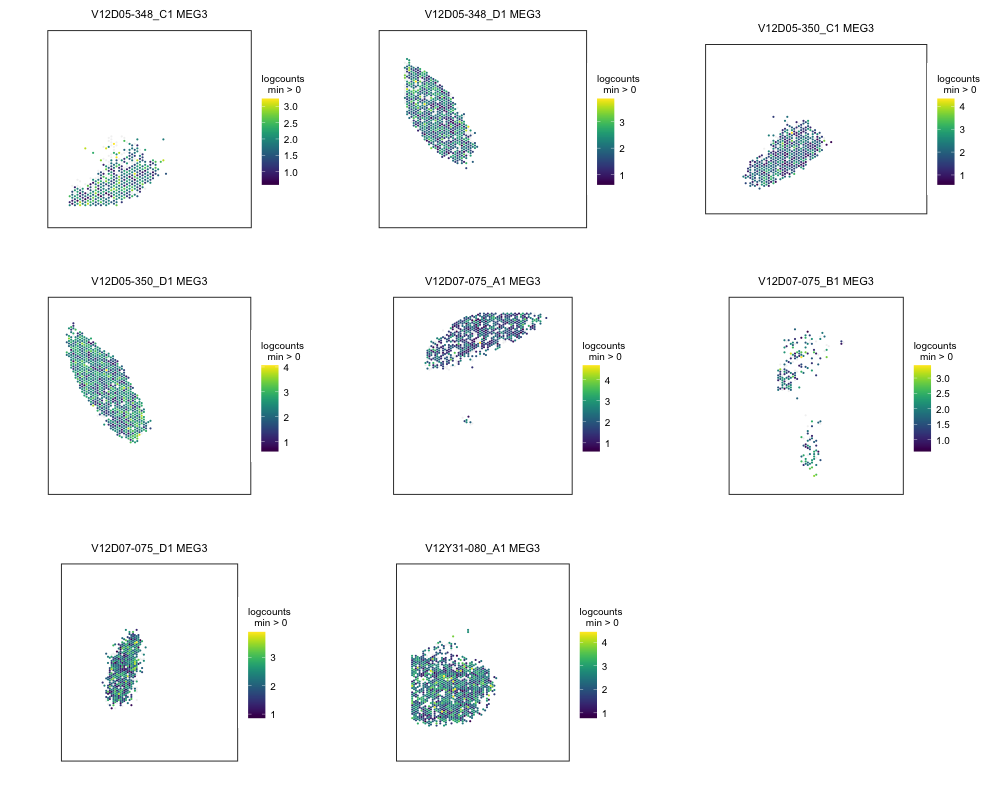 V12D05-348_C1 MEG3
logcounts
min > 0
3.0
2.5
2.0
1.5
1.0
V12D05-348_D1 MEG3
logcounts
min > 0
3
2
1
V12D05-350_C1 MEG3
logcounts
min > 0
4
3
2
1
V12D05-350_D1 MEG3
logcounts
min > 0
4
3
2
1
V12D07-075_A1 MEG3
logcounts
min > 0
4
3
2
1
V12D07-075_B1 MEG3
logcounts
min > 0
3.0
2.5
2.0
1.5
1.0
V12D07-075_D1 MEG3
logcounts
min > 0
3
2
1
V12Y31-080_A1 MEG3
logcounts
min > 0
4
3
2
1